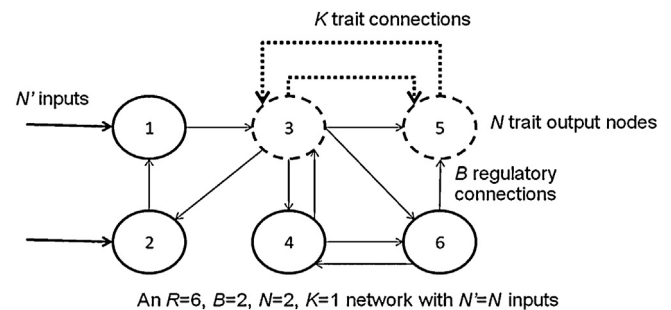 K trait connections
N' inputs
1
3
5
N trait output nodes
B regulatory
connections
2
4
6
An R=6, B=2, N=2, K=1 network with N'=N inputs